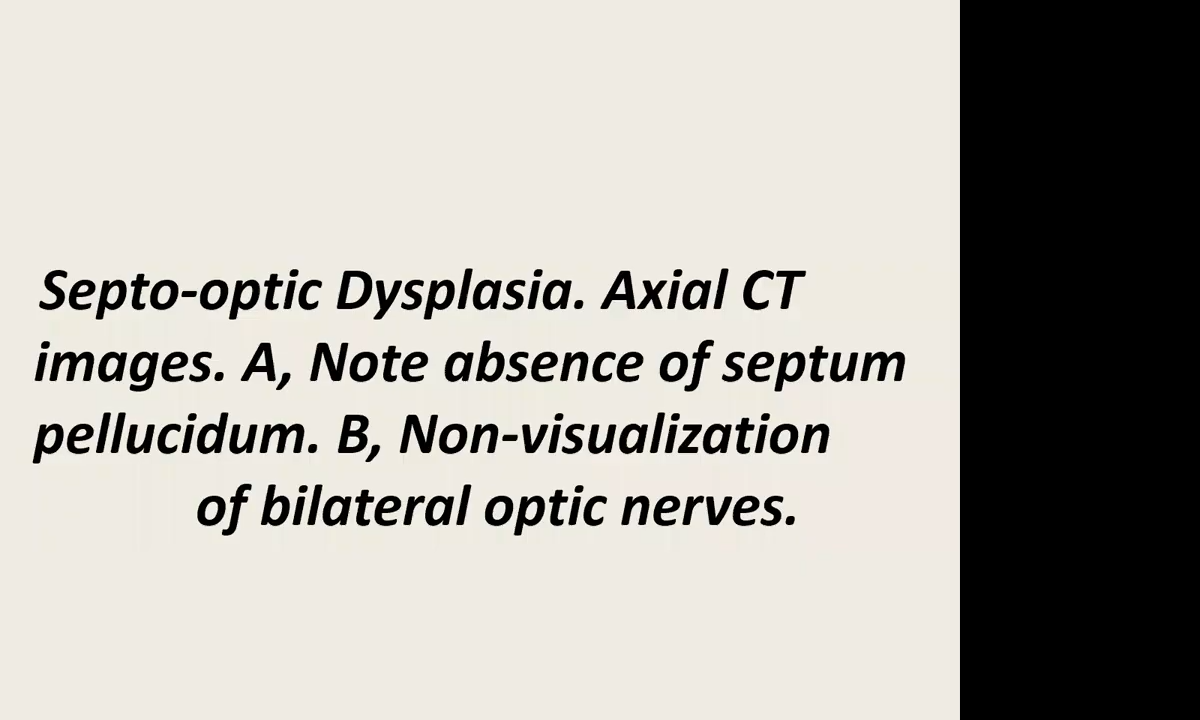 Septo-optic Dysplasia. Axial CT
images. A, Note absence of septum
pellucidum. B, Non-visualization
of bilateral optic nerves.